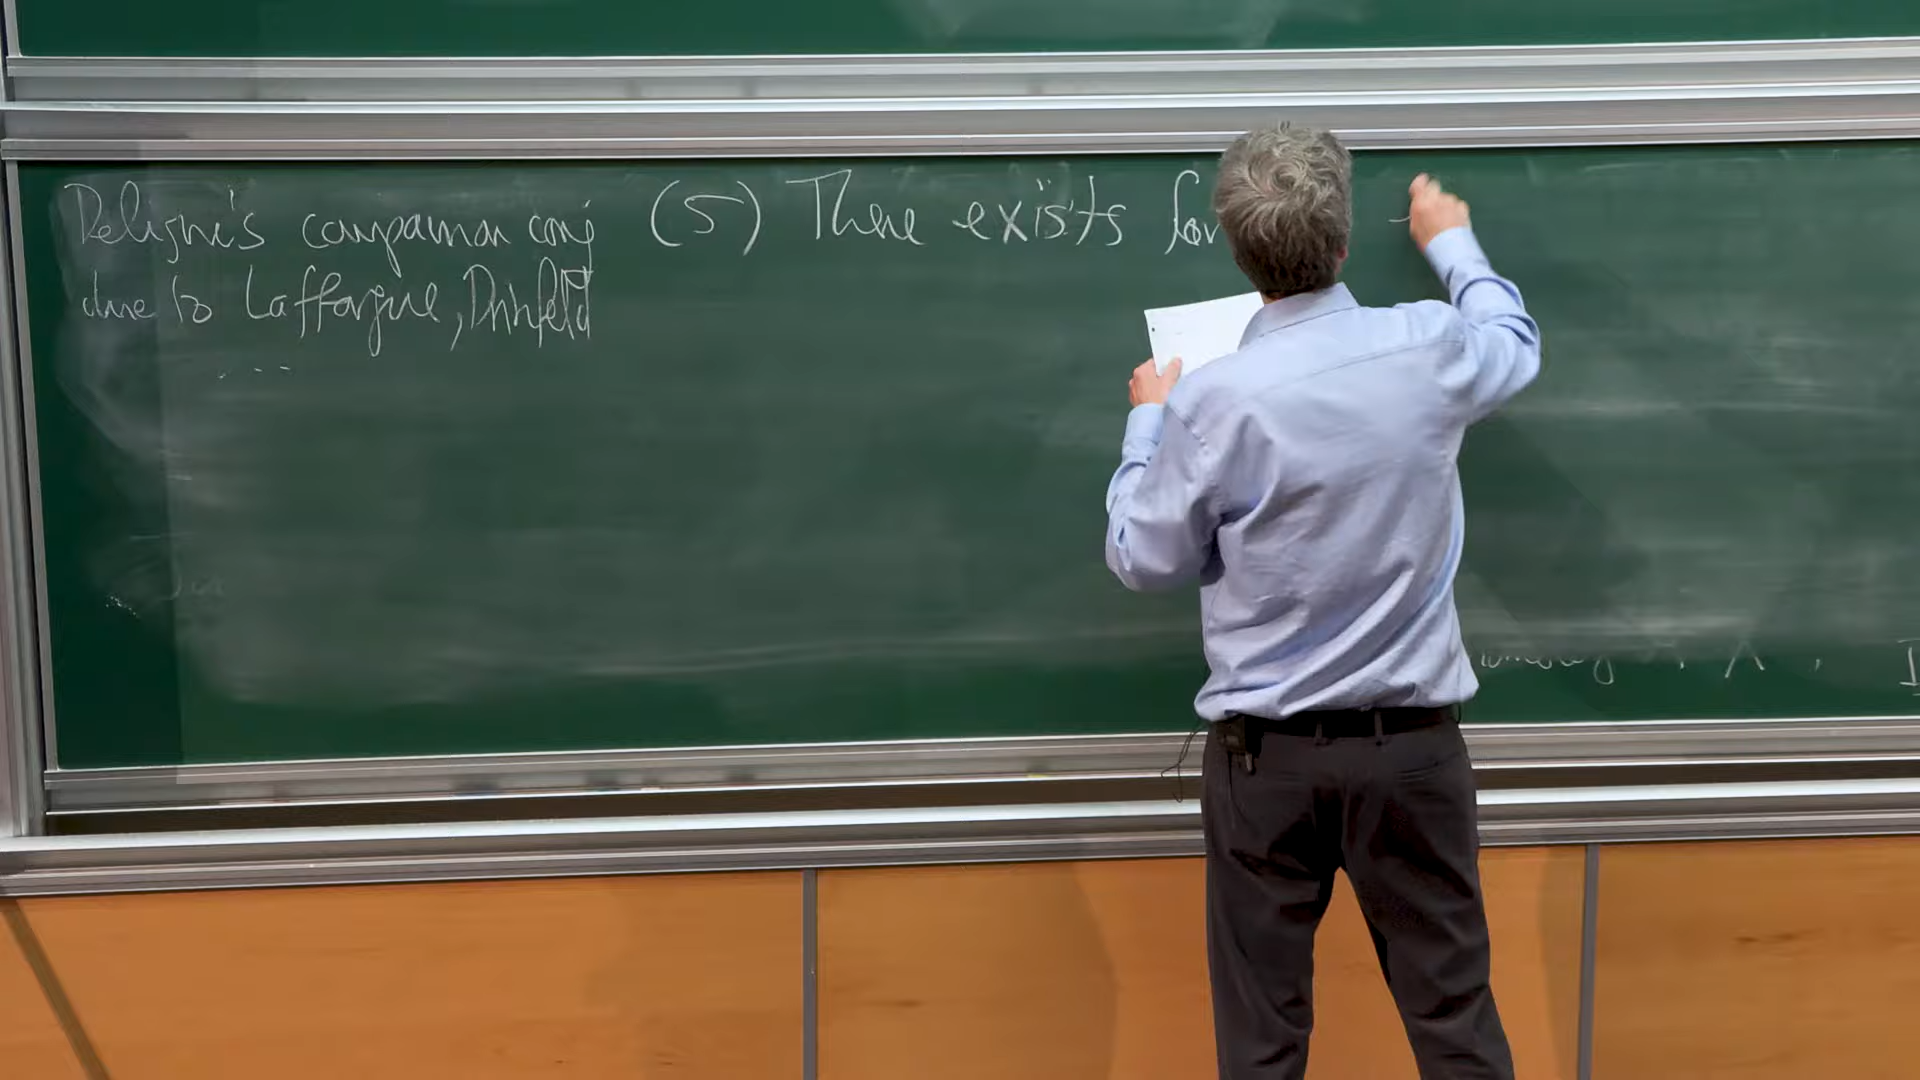 Deligne's companion conj
due to Lafforgue, Drinfeld
...
(5) There exists for